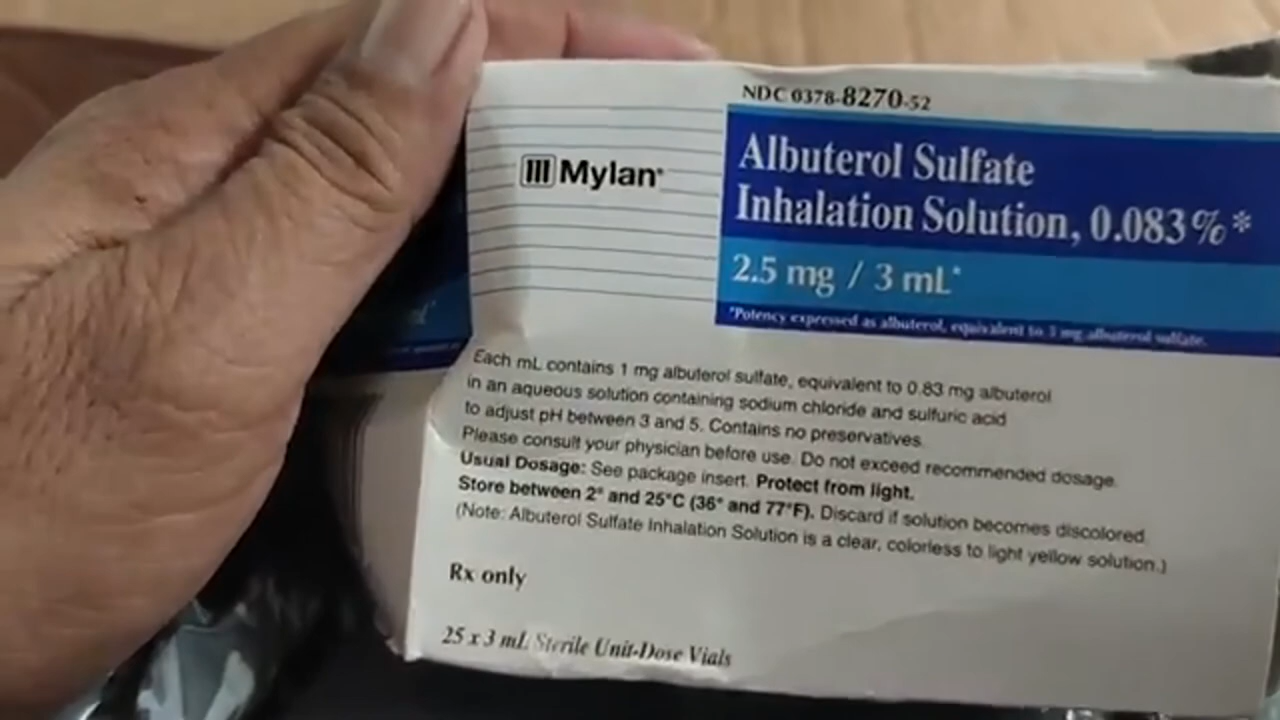 NDC 0378-8270-52
Mylan®
Albuterol Sulfate
Inhalation Solution, 0.083%*
2.5 mg / 3 mL*
*Potency expressed as albuterol, equivalent to 3 mg albuterol sulfate.
Each mL contains 1 mg albuterol sulfate, equivalent to 0.83 mg albuterol
in an aqueous solution containing sodium chloride and sulfuric acid
to adjust pH between 3 and 5. Contains no preservatives.
Please consult your physician before use. Do not exceed recommended dosage.
Usual Dosage: See package insert. Protect from light.
Store between 2° and 25°C (36° and 77°F). Discard if solution becomes discolored.
(Note: Albuterol Sulfate Inhalation Solution is a clear, colorless to light yellow solution.)
Rx only
25 x 3 mL Sterile Unit-Dose Vials